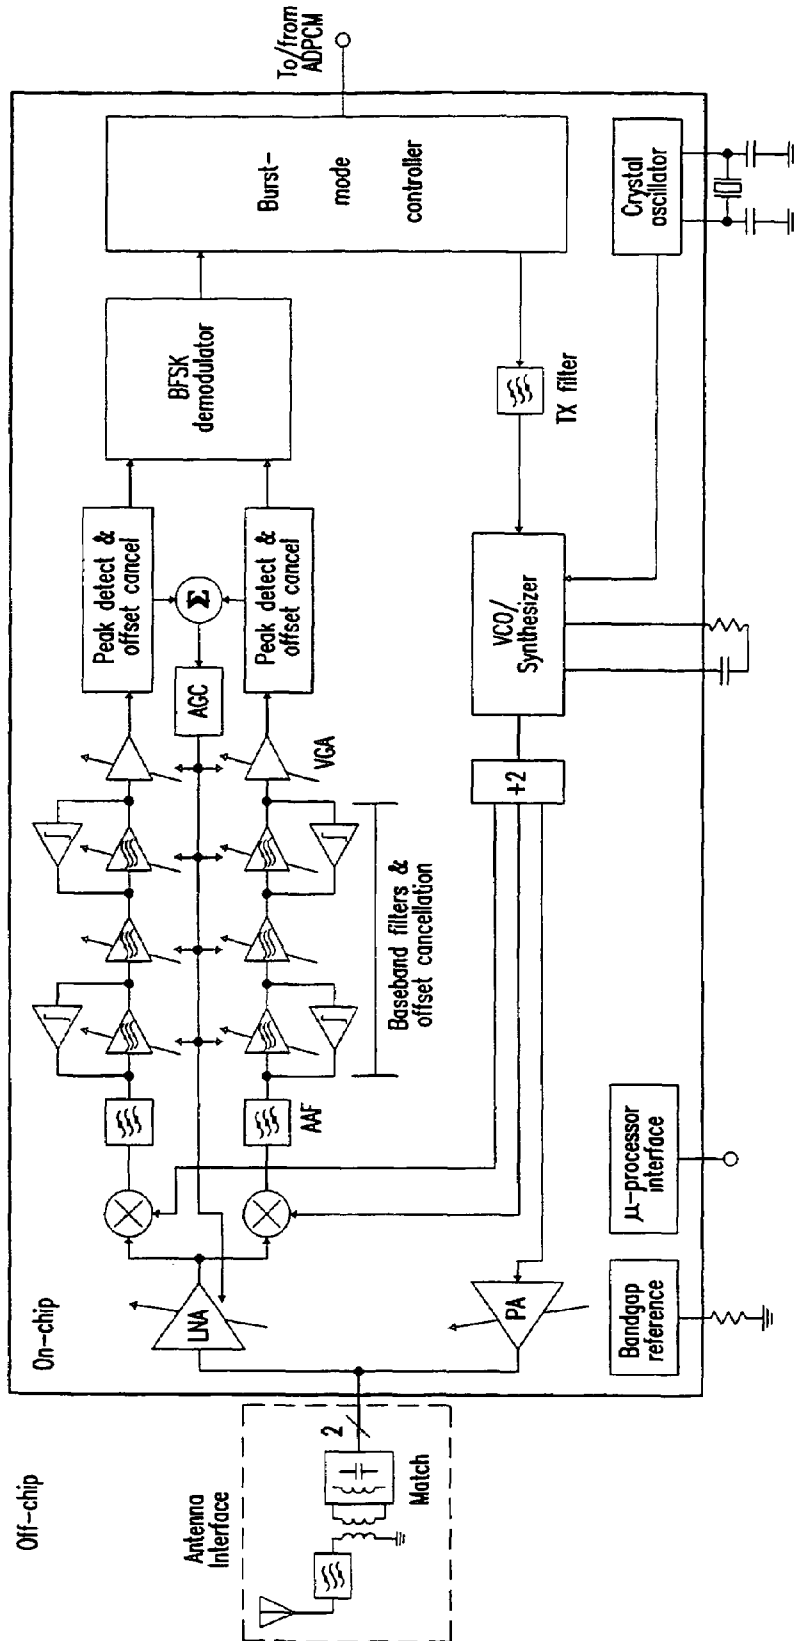 Off-chip
On-chip
Antenna
Interface
2
Match
LNA
PA
AAF
Baseband filters &
offset cancellation
VGA
AGC
Peak detect &
offset cancel
Σ
Peak detect &
offset cancel
BFSK
demodulator
Burst-
mode
controller
To/from
ADPCM
TX filter
VCO/
Synthesizer
+2
Crystal
oscillator
μ-processor
interface
Bandgap
reference